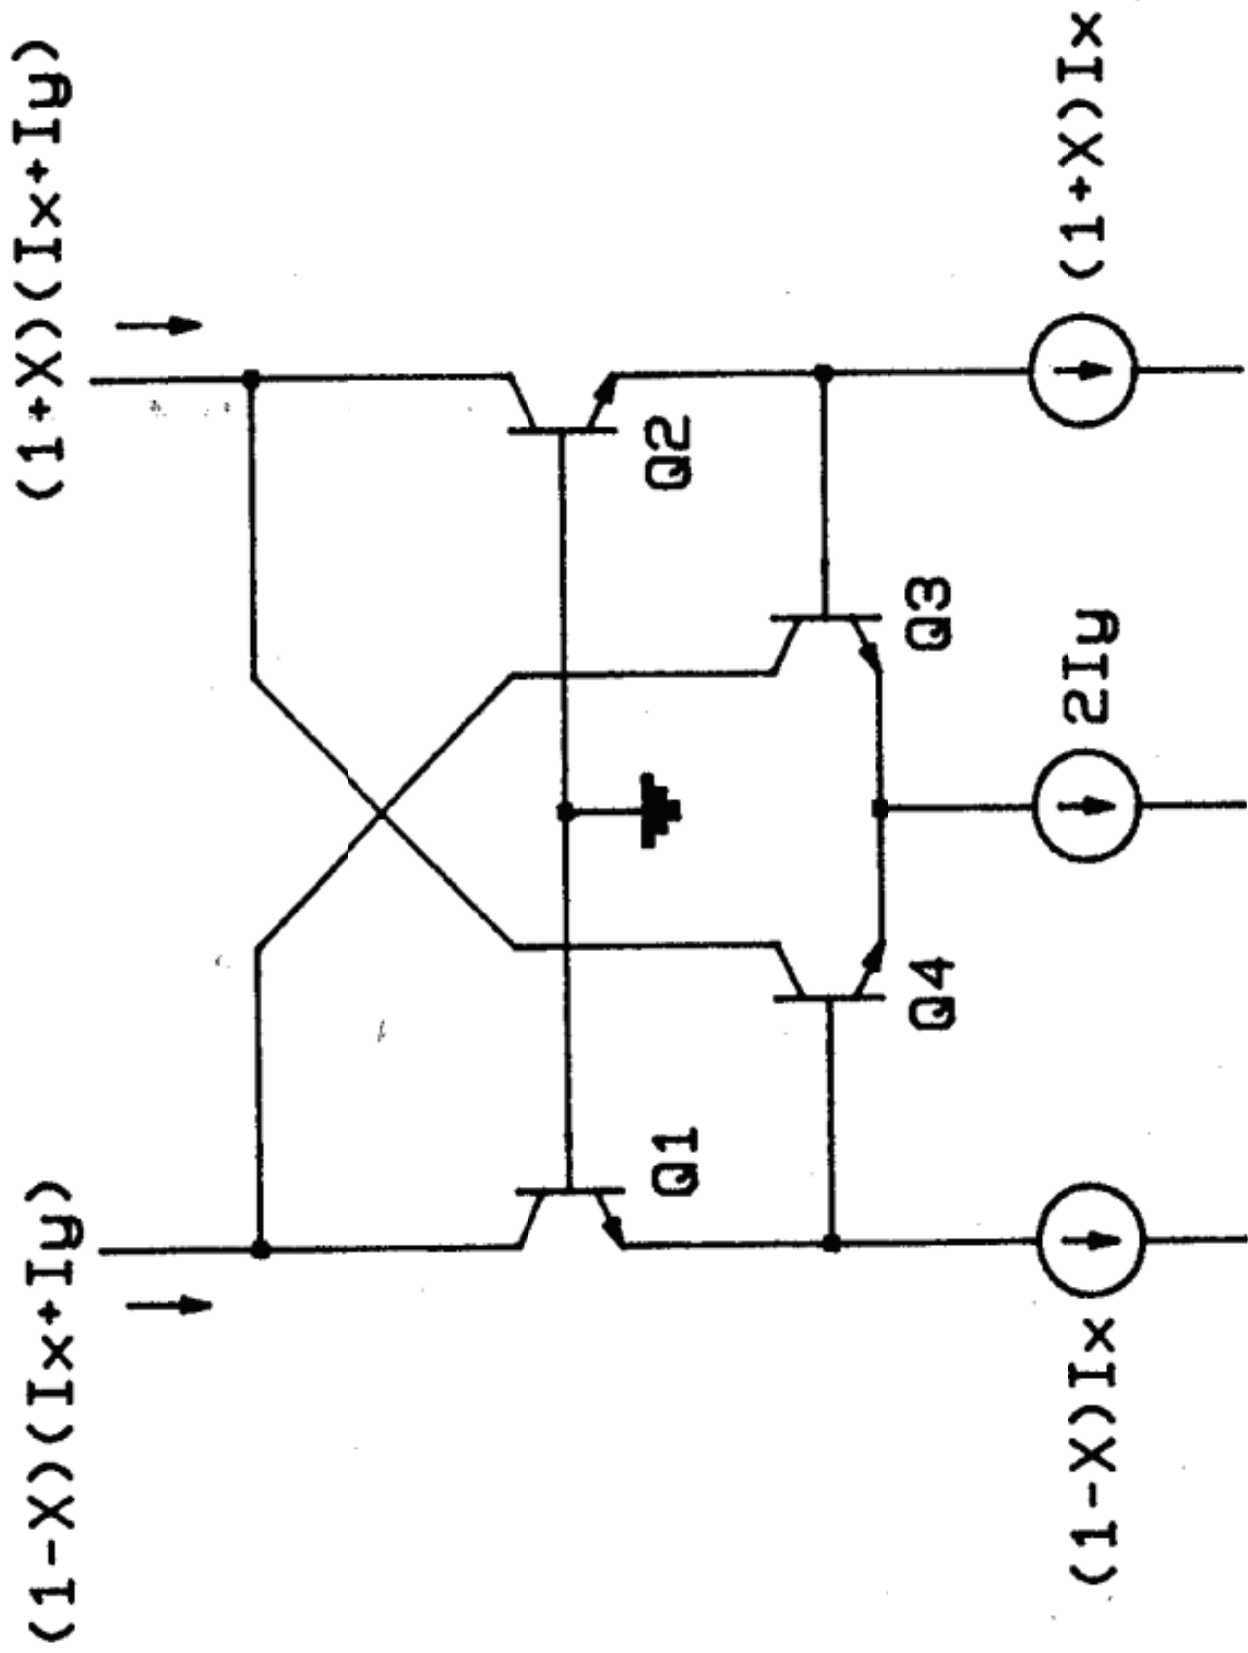 (1-X)(Ix+Iy)
(1+X)(Ix+Iy)
Q1
Q2
Q4
Q3
(1-X)Ix
2Iy
(1+X)Ix